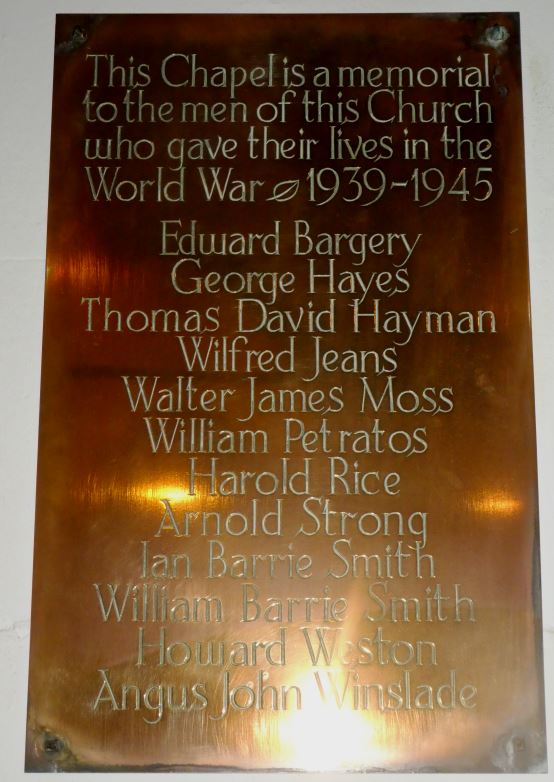 This Chapel is a memorial
to the men of this Church
who gave their lives in the
World War 1939-1945
Edward Bargery
George Hayes
Thomas David Hayman
Wilfred Jeans
Walter James Moss
William Petratos
Harold Rice
Arnold Strong
Ian Barrie Smith
William Barrie Smith
Howard Weston
Angus John Winslade